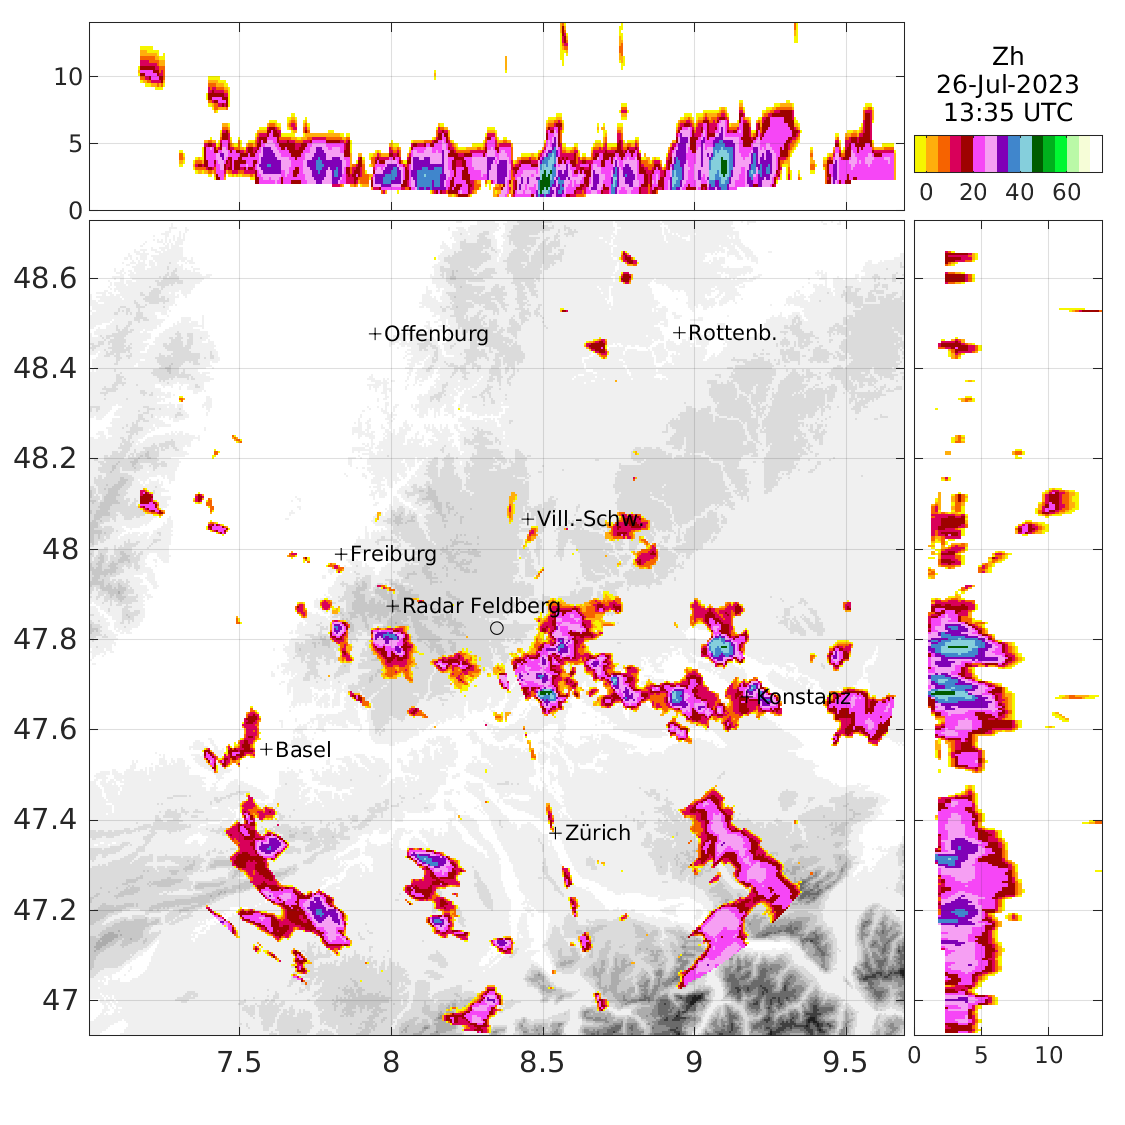 10
5
0
Zh
26-Jul-2023
13:35 UTC
0 20 40 60
48.6
48.4
48.2
48
47.8
47.6
47.4
47.2
47
+Offenburg
+Rottenb.
+Vill.-Schw.
+Freiburg
+Radar Feldberg
+Konstanz
+Basel
+Zürich
7.5 8 8.5 9 9.5
0 5 10